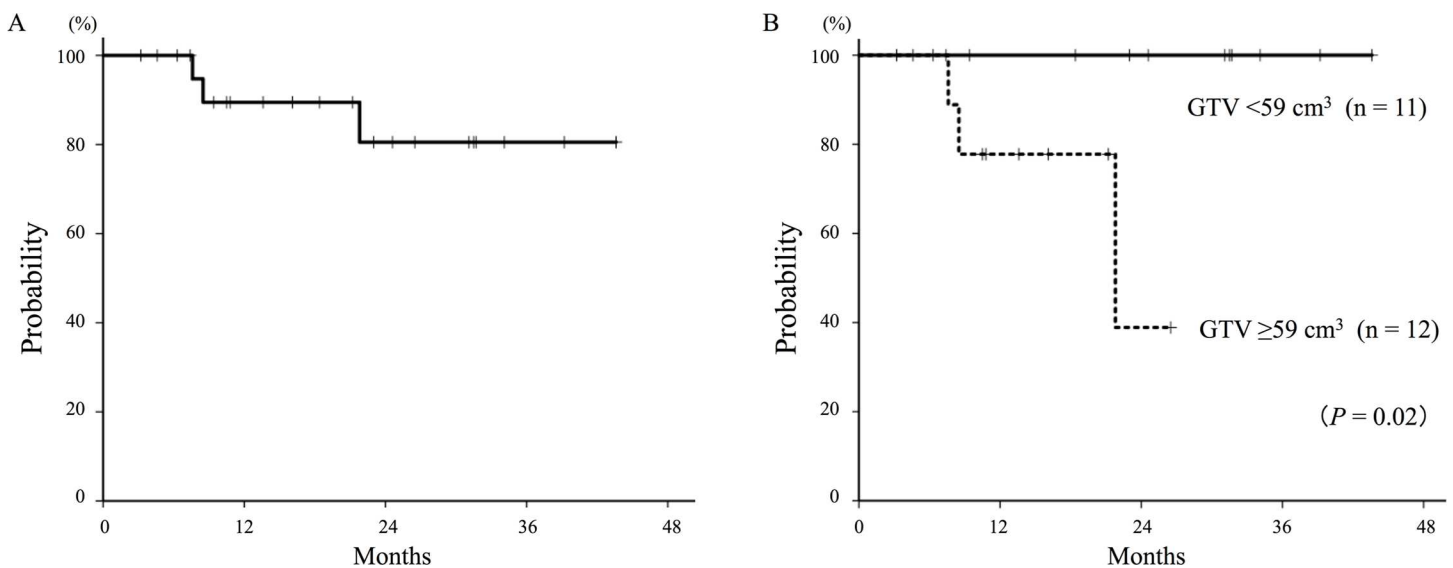 A
(%)
100
80
60
40
20
0
Probability
0 12 24 36 48
Months
B
(%)
100
80
60
40
20
0
Probability
GTV <59 cm³ (n = 11)
GTV ≥59 cm³ (n = 12)
(P = 0.02)
0 12 24 36 48
Months